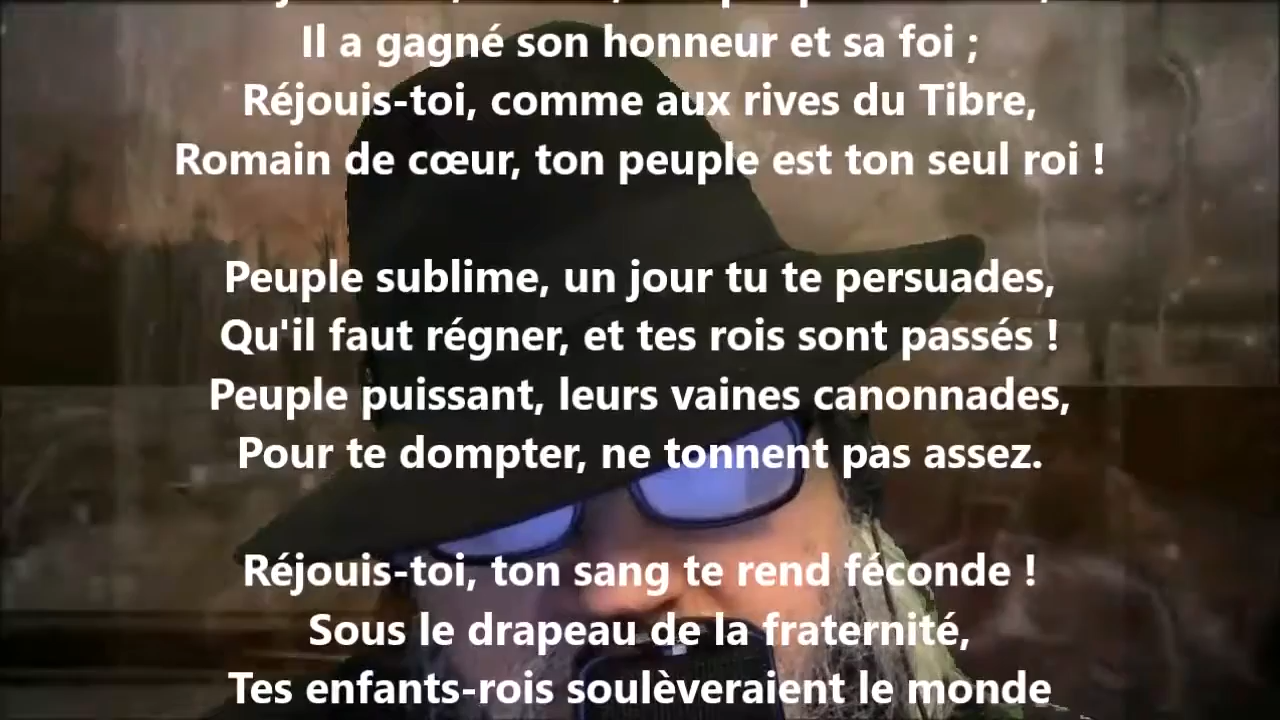 Il a gagné son honneur et sa foi ;
Réjouis-toi, comme aux rives du Tibre,
Romain de cœur, ton peuple est ton seul roi !
Peuple sublime, un jour tu te persuades,
Qu'il faut régner, et tes rois sont passés !
Peuple puissant, leurs vaines canonnades,
Pour te dompter, ne tonnent pas assez.
Réjouis-toi, ton sang te rend féconde !
Sous le drapeau de la fraternité,
Tes enfants-rois soulèveraient le monde